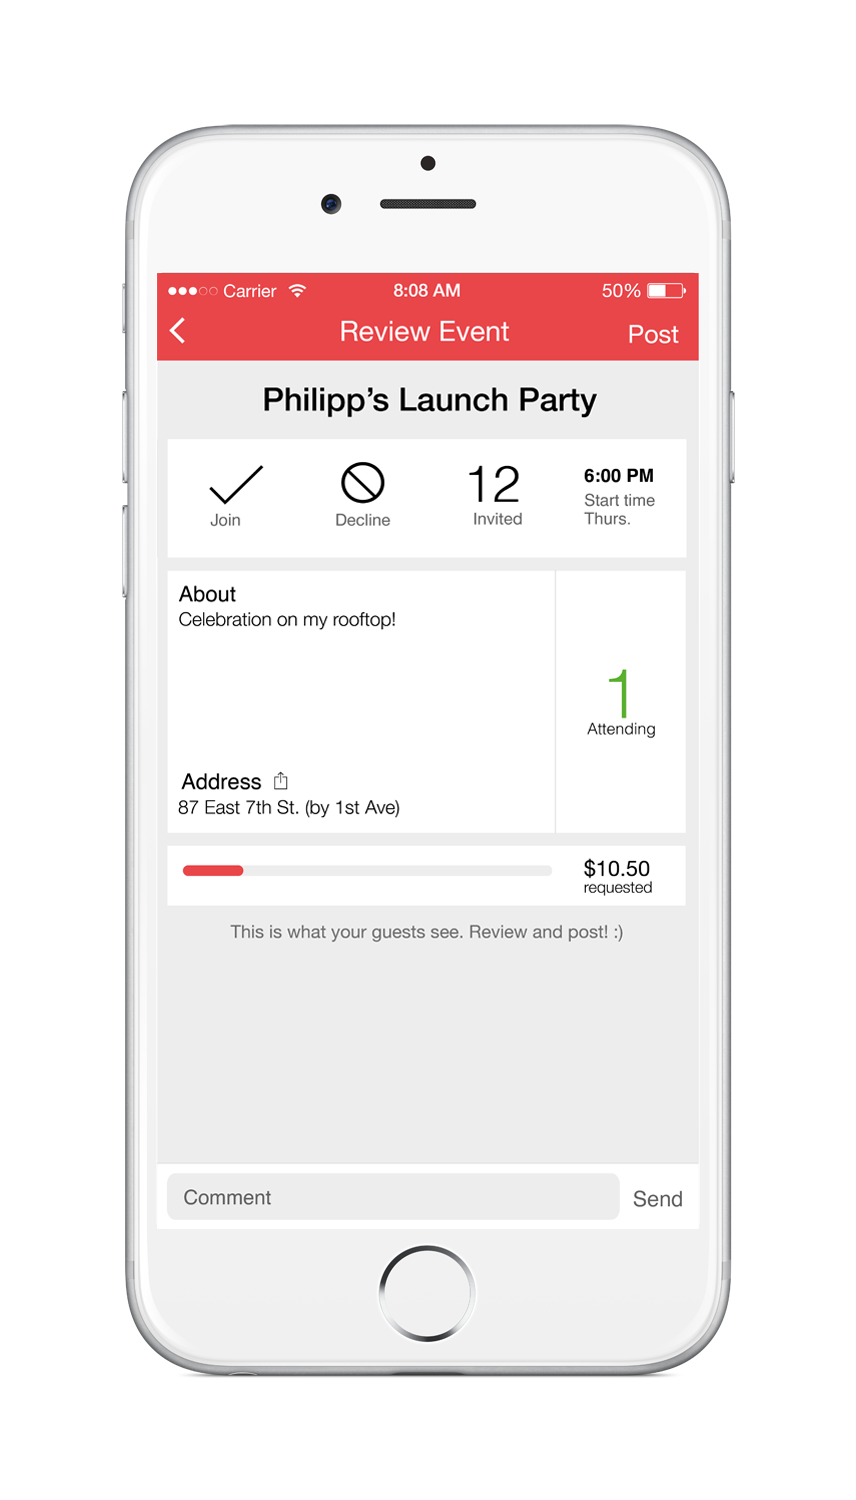 Carrier 8:08 AM 50%
Review Event Post
Philipp's Launch Party
Join Decline 12 Invited 6:00 PM
Start time
Thurs.
About
Celebration on my rooftop!
1
Attending
Address
87 East 7th St. (by 1st Ave)
$10.50
requested
This is what your guests see. Review and post! :)
Comment Send